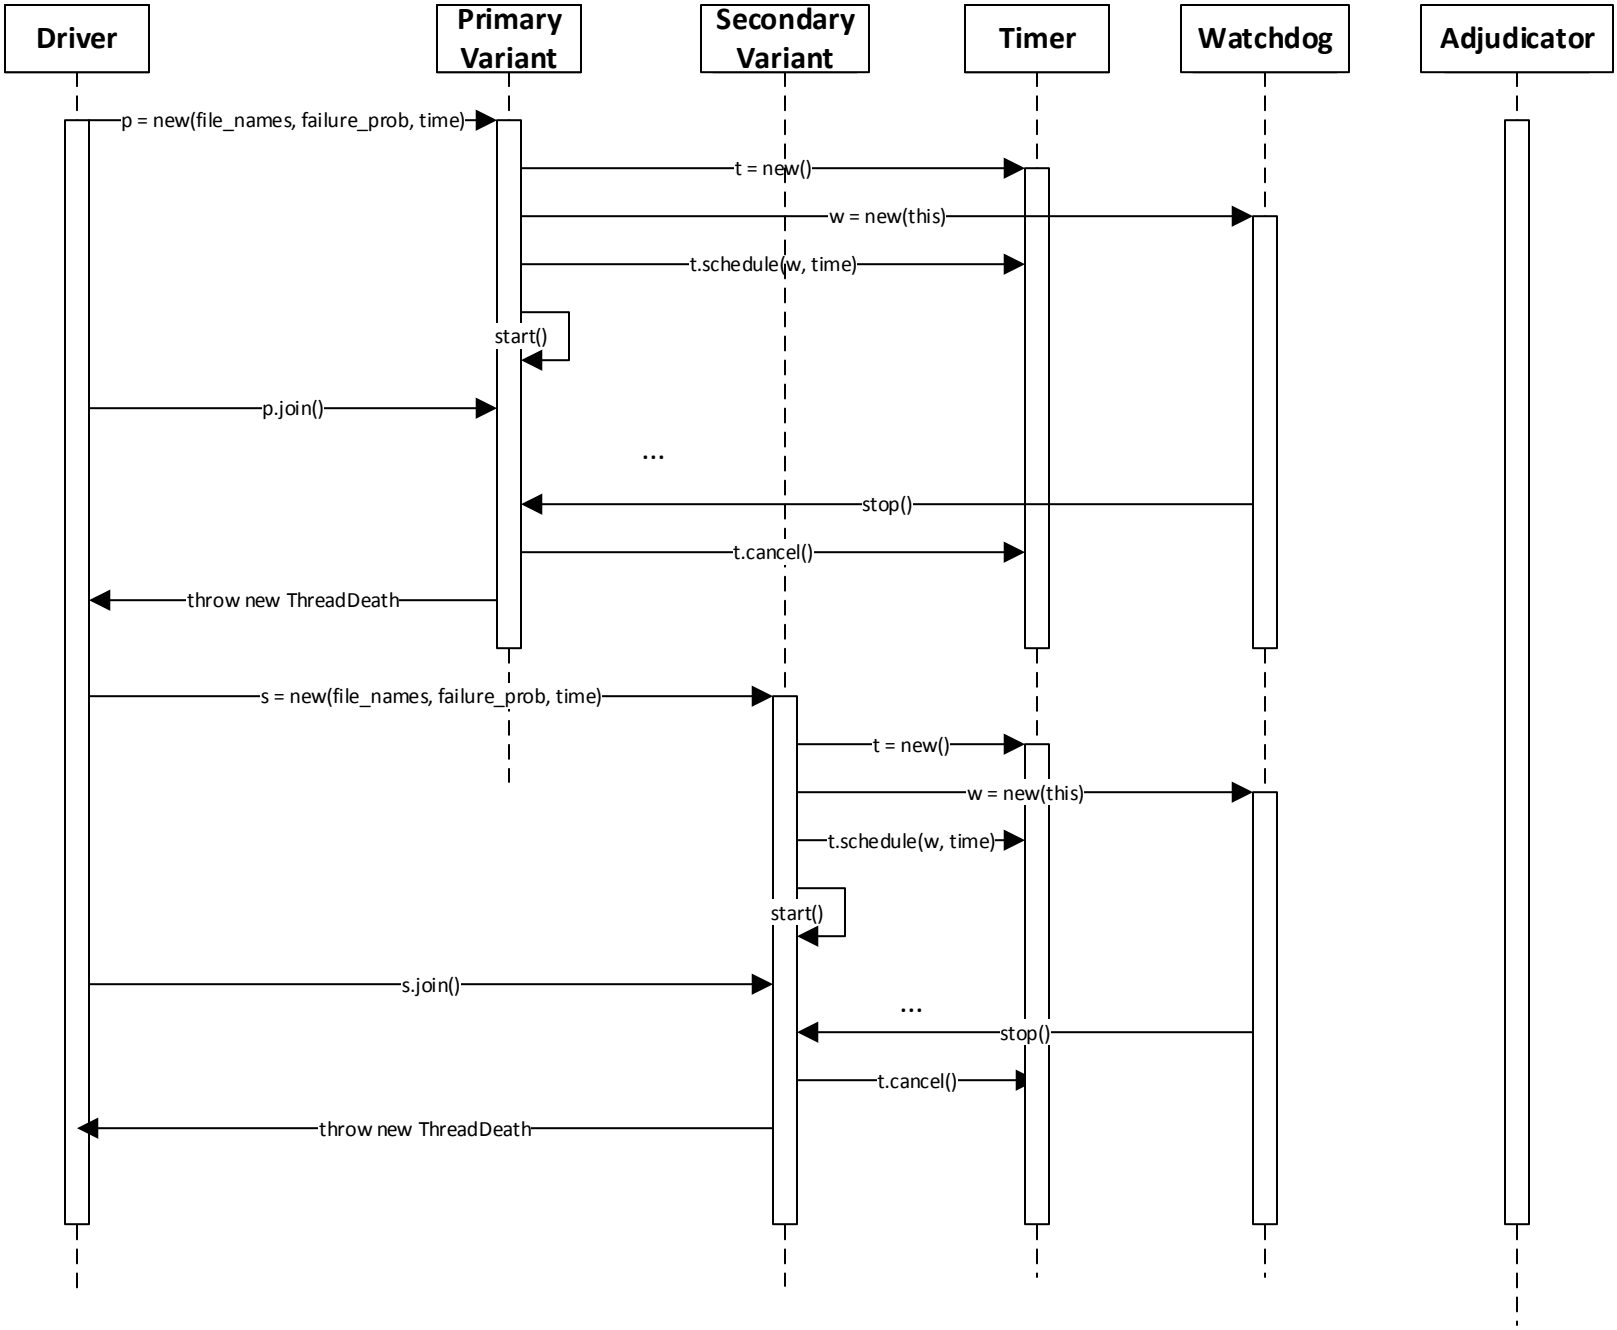 Driver
Primary
Variant
Secondary
Variant
Timer
Watchdog
Adjudicator
p = new(file_names, failure_prob, time)
t = new()
w = new(this)
t.schedule(w, time)
start()
p.join()
...
stop()
t.cancel()
throw new ThreadDeath
s = new(file_names, failure_prob, time)
t = new()
w = new(this)
t.schedule(w, time)
start()
s.join()
...
stop()
t.cancel()
throw new ThreadDeath